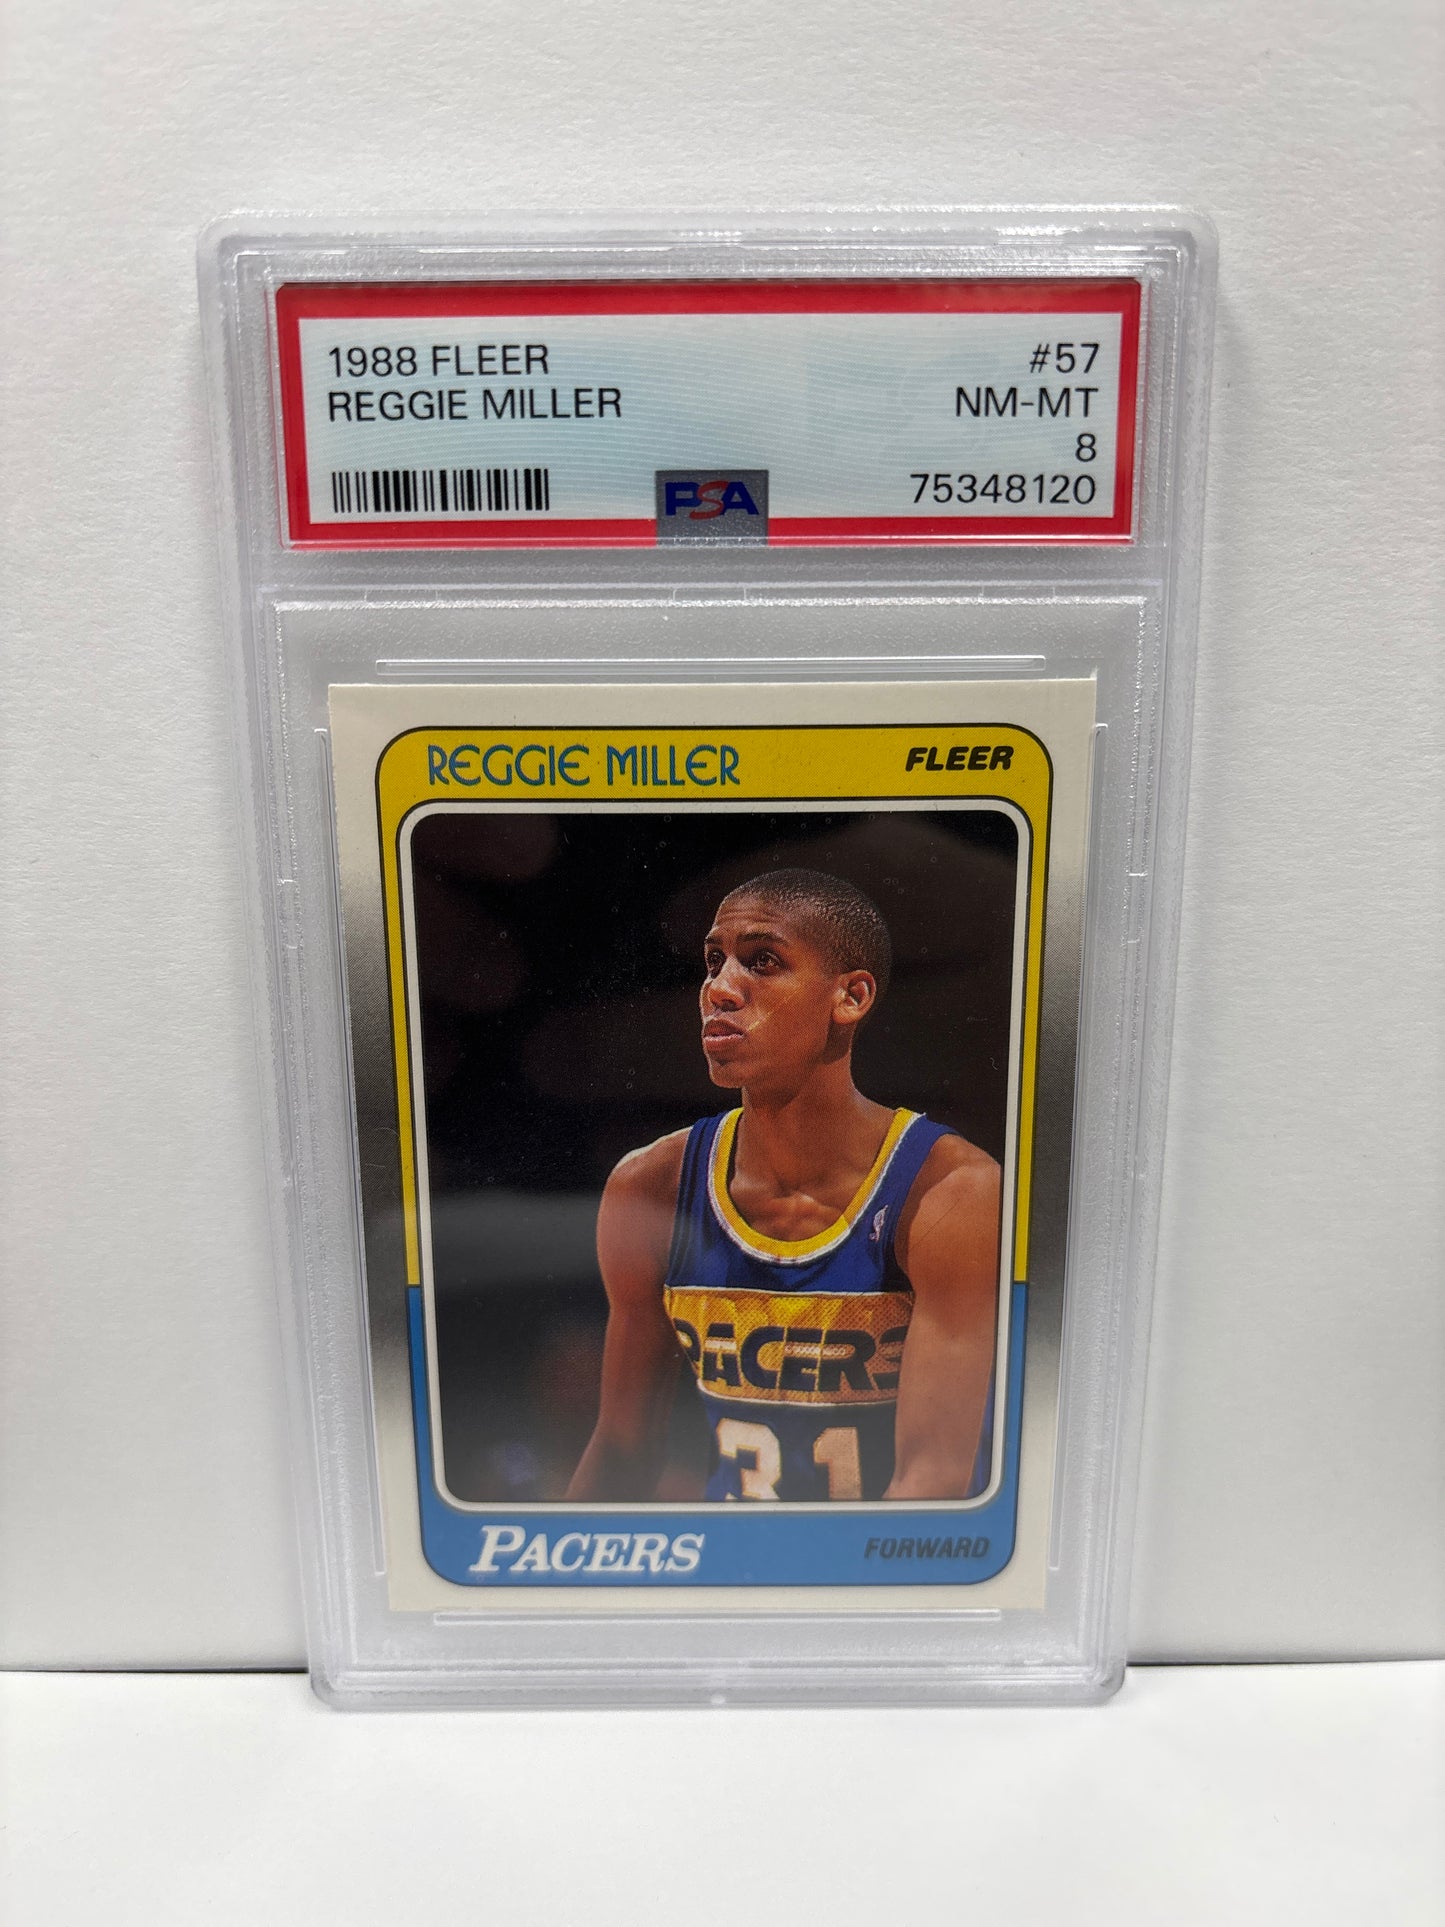 1988 FLEER #57
REGGIE MILLER NM-MT
8
PSA 75348120
REGGIE MILLER FLEER
PACERS
31
PACERS FORWARD